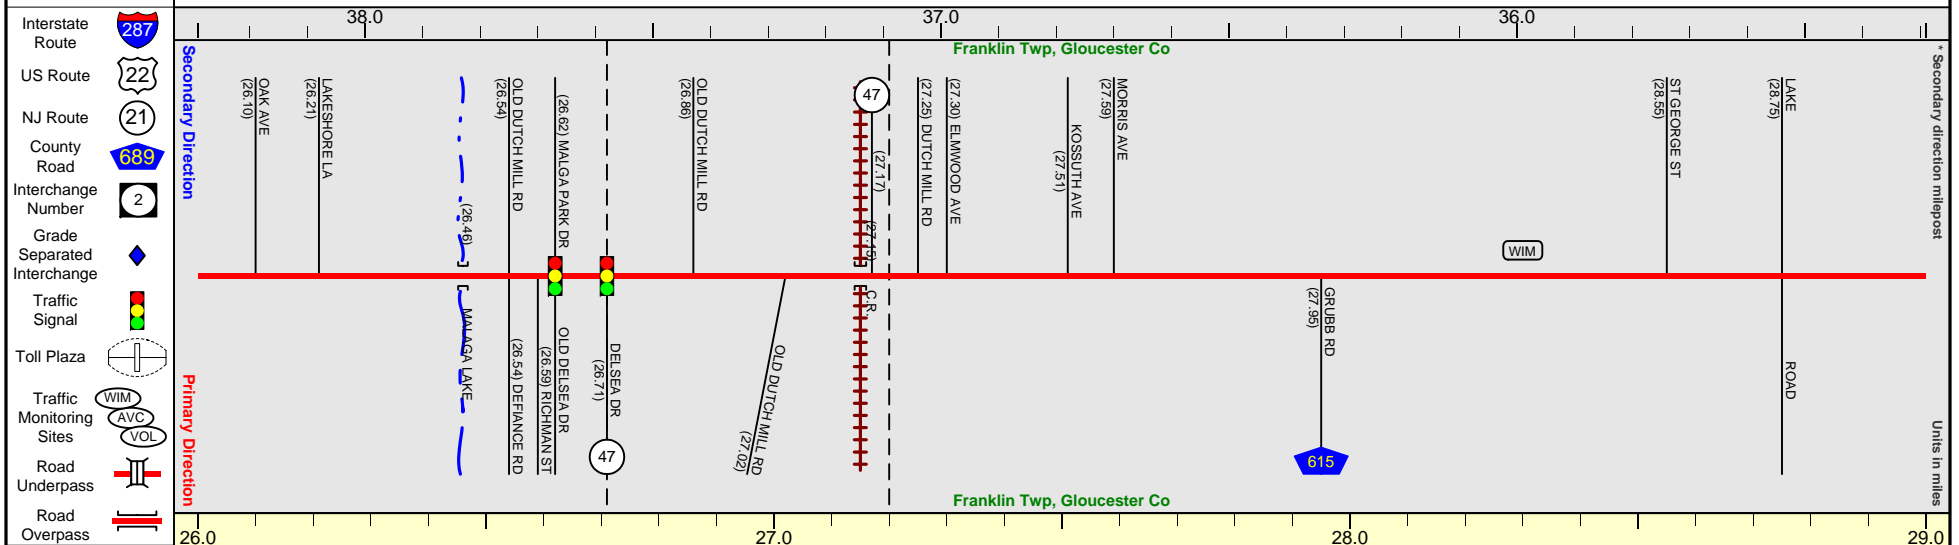 Interstate
Route
287
US Route
22
NJ Route
21
County
Road
689
Interchange
Number
2
Grade
Separated
Interchange
Traffic
Signal
Toll Plaza
Traffic
Monitoring
Sites
WIM
AVC
VOL
Road
Underpass
Road
Overpass
38.0
37.0
36.0
Secondary Direction
Primary Direction
Franklin Twp, Gloucester Co
OAK AVE
(26.10)
LAKESHORE LA
(26.21)
(26.46)
MALAGA LAKE
OLD DUTCH MILL RD
(26.54)
(26.54) DEFIANCE RD
(26.59) RICHMAN ST
(26.62) MALGA PARK DR
OLD DELSEA DR
DELSEA DR
(26.71)
47
OLD DUTCH MILL RD
(26.86)
OLD DUTCH MILL RD
(27.02)
47
(27.17)
(27.15)
C.R.
(27.25) DUTCH MILL RD
(27.30) ELMWOOD AVE
KOSSUTH AVE
(27.51)
MORRIS AVE
(27.59)
GRUBB RD
(27.95)
615
WIM
ST GEORGE ST
(28.55)
LAKE
(28.75)
ROAD
* Secondary direction milepost
Units in miles
Franklin Twp, Gloucester Co
26.0
27.0
28.0
29.0